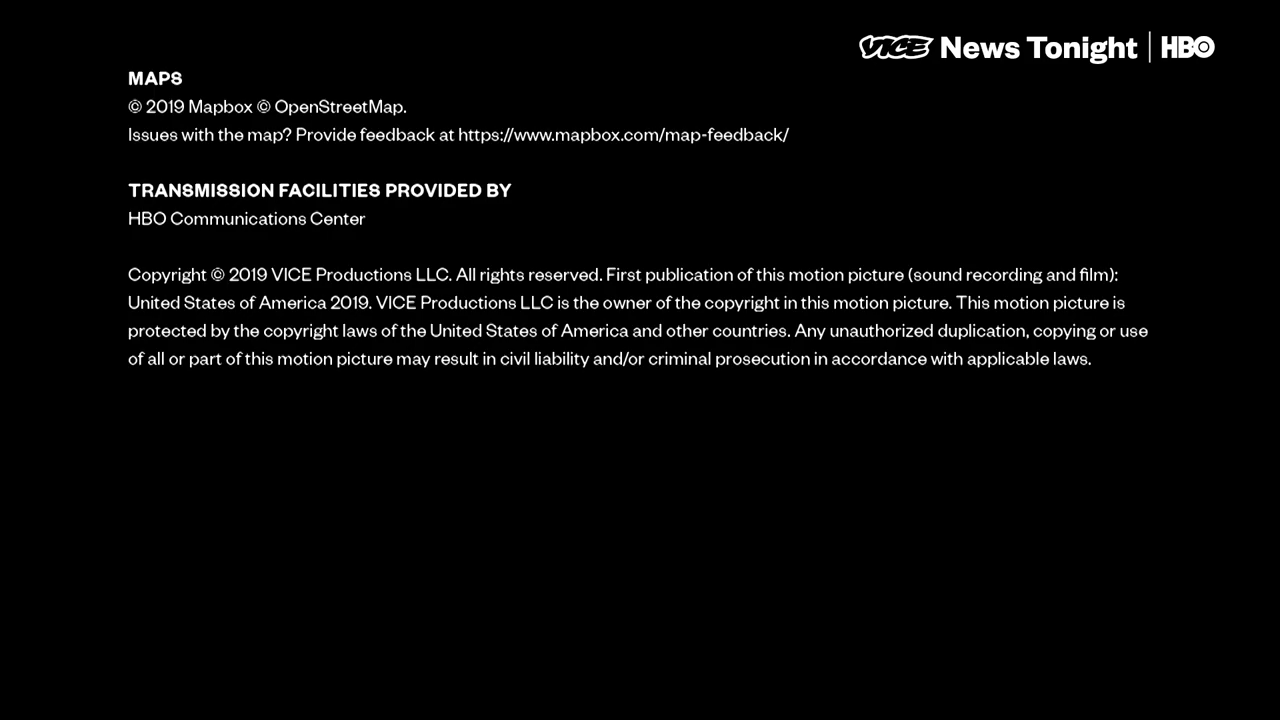 VICE News Tonight | HBO
MAPS
© 2019 Mapbox © OpenStreetMap.
Issues with the map? Provide feedback at https://www.mapbox.com/map-feedback/
TRANSMISSION FACILITIES PROVIDED BY
HBO Communications Center
Copyright © 2019 VICE Productions LLC. All rights reserved. First publication of this motion picture (sound recording and film):
United States of America 2019. VICE Productions LLC is the owner of the copyright in this motion picture. This motion picture is
protected by the copyright laws of the United States of America and other countries. Any unauthorized duplication, copying or use
of all or part of this motion picture may result in civil liability and/or criminal prosecution in accordance with applicable laws.